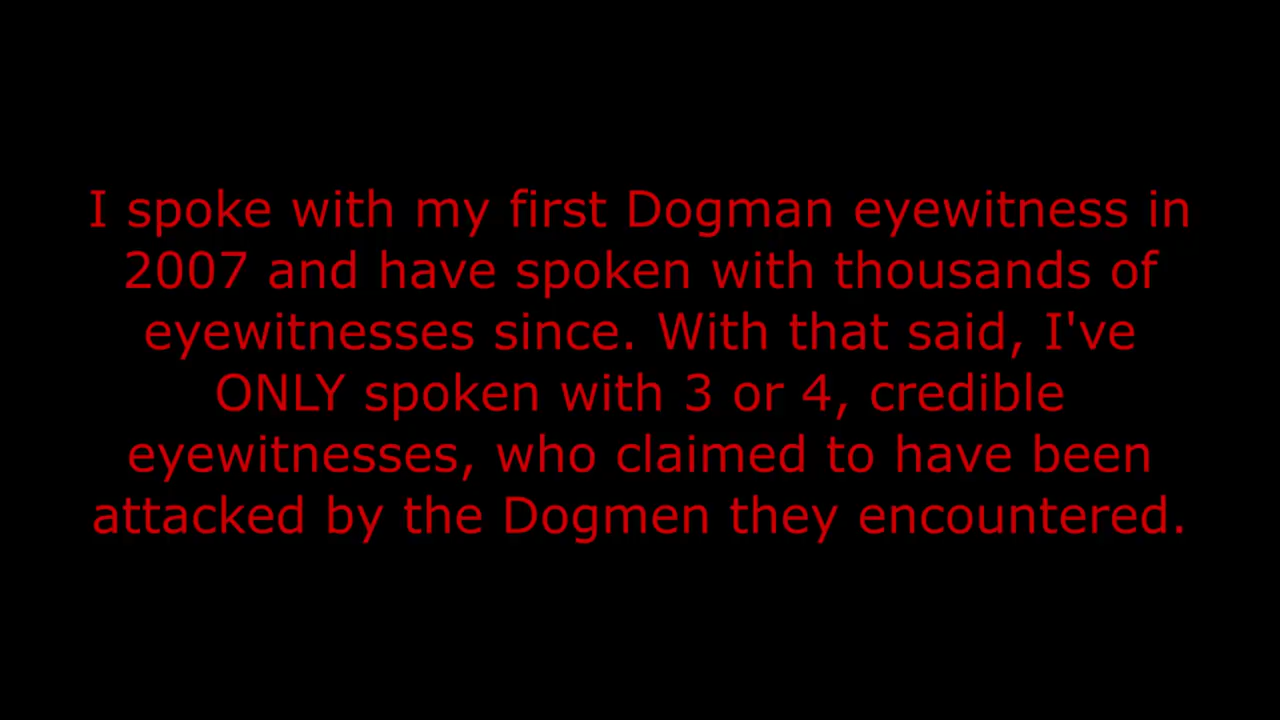 I spoke with my first Dogman eyewitness in
2007 and have spoken with thousands of
eyewitnesses since. With that said, I've
ONLY spoken with 3 or 4, credible
eyewitnesses, who claimed to have been
attacked by the Dogmen they encountered.